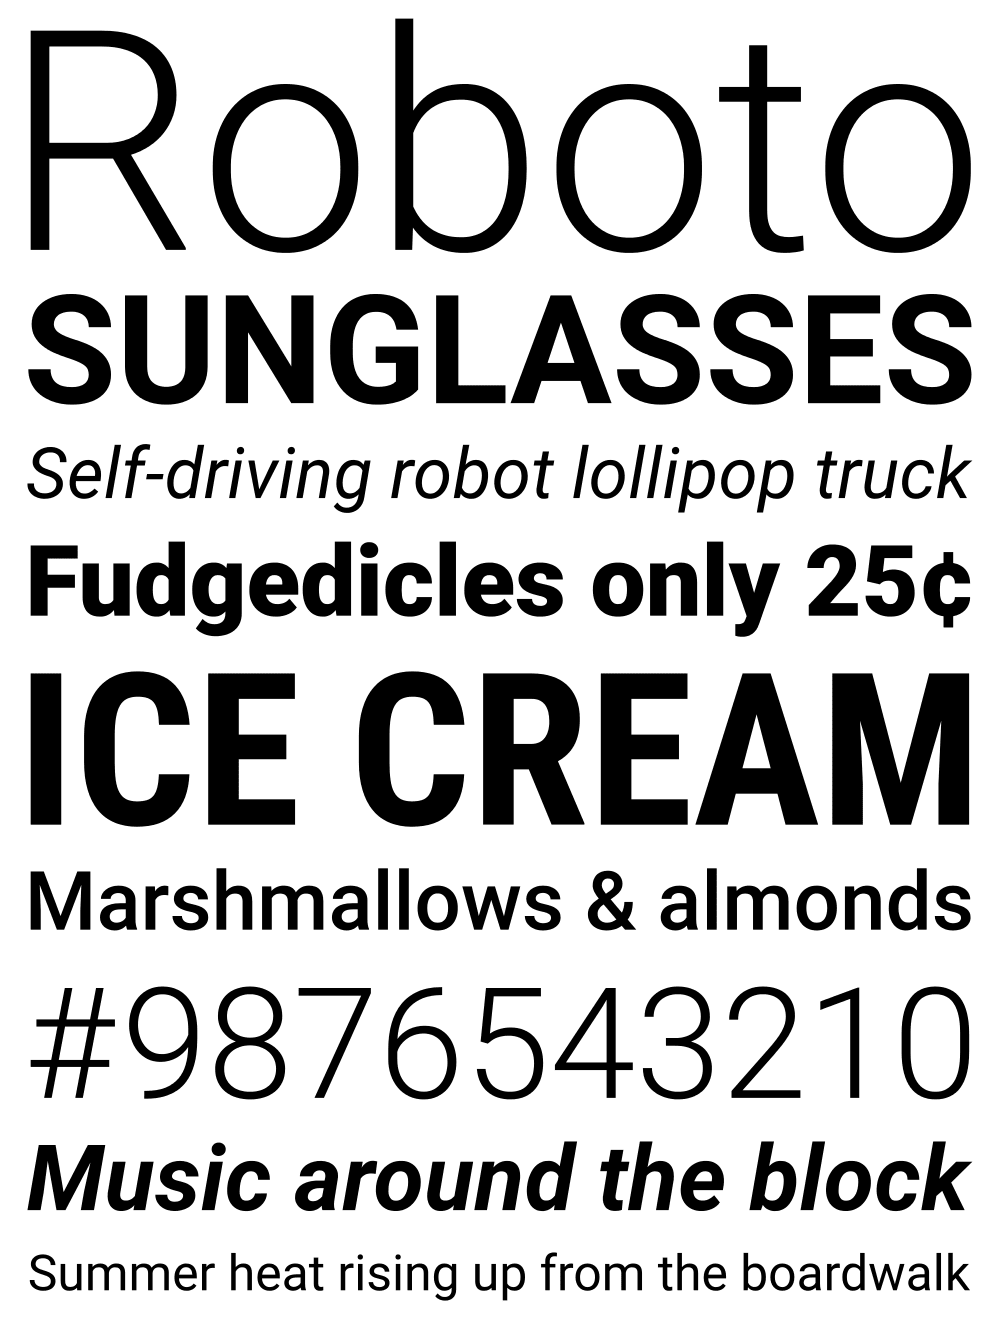 Roboto
SUNGLASSES
Self-driving robot lollipop truck
Fudgedicles only 25¢
ICE CREAM
Marshmallows & almonds
#9876543210
Music around the block
Summer heat rising up from the boardwalk